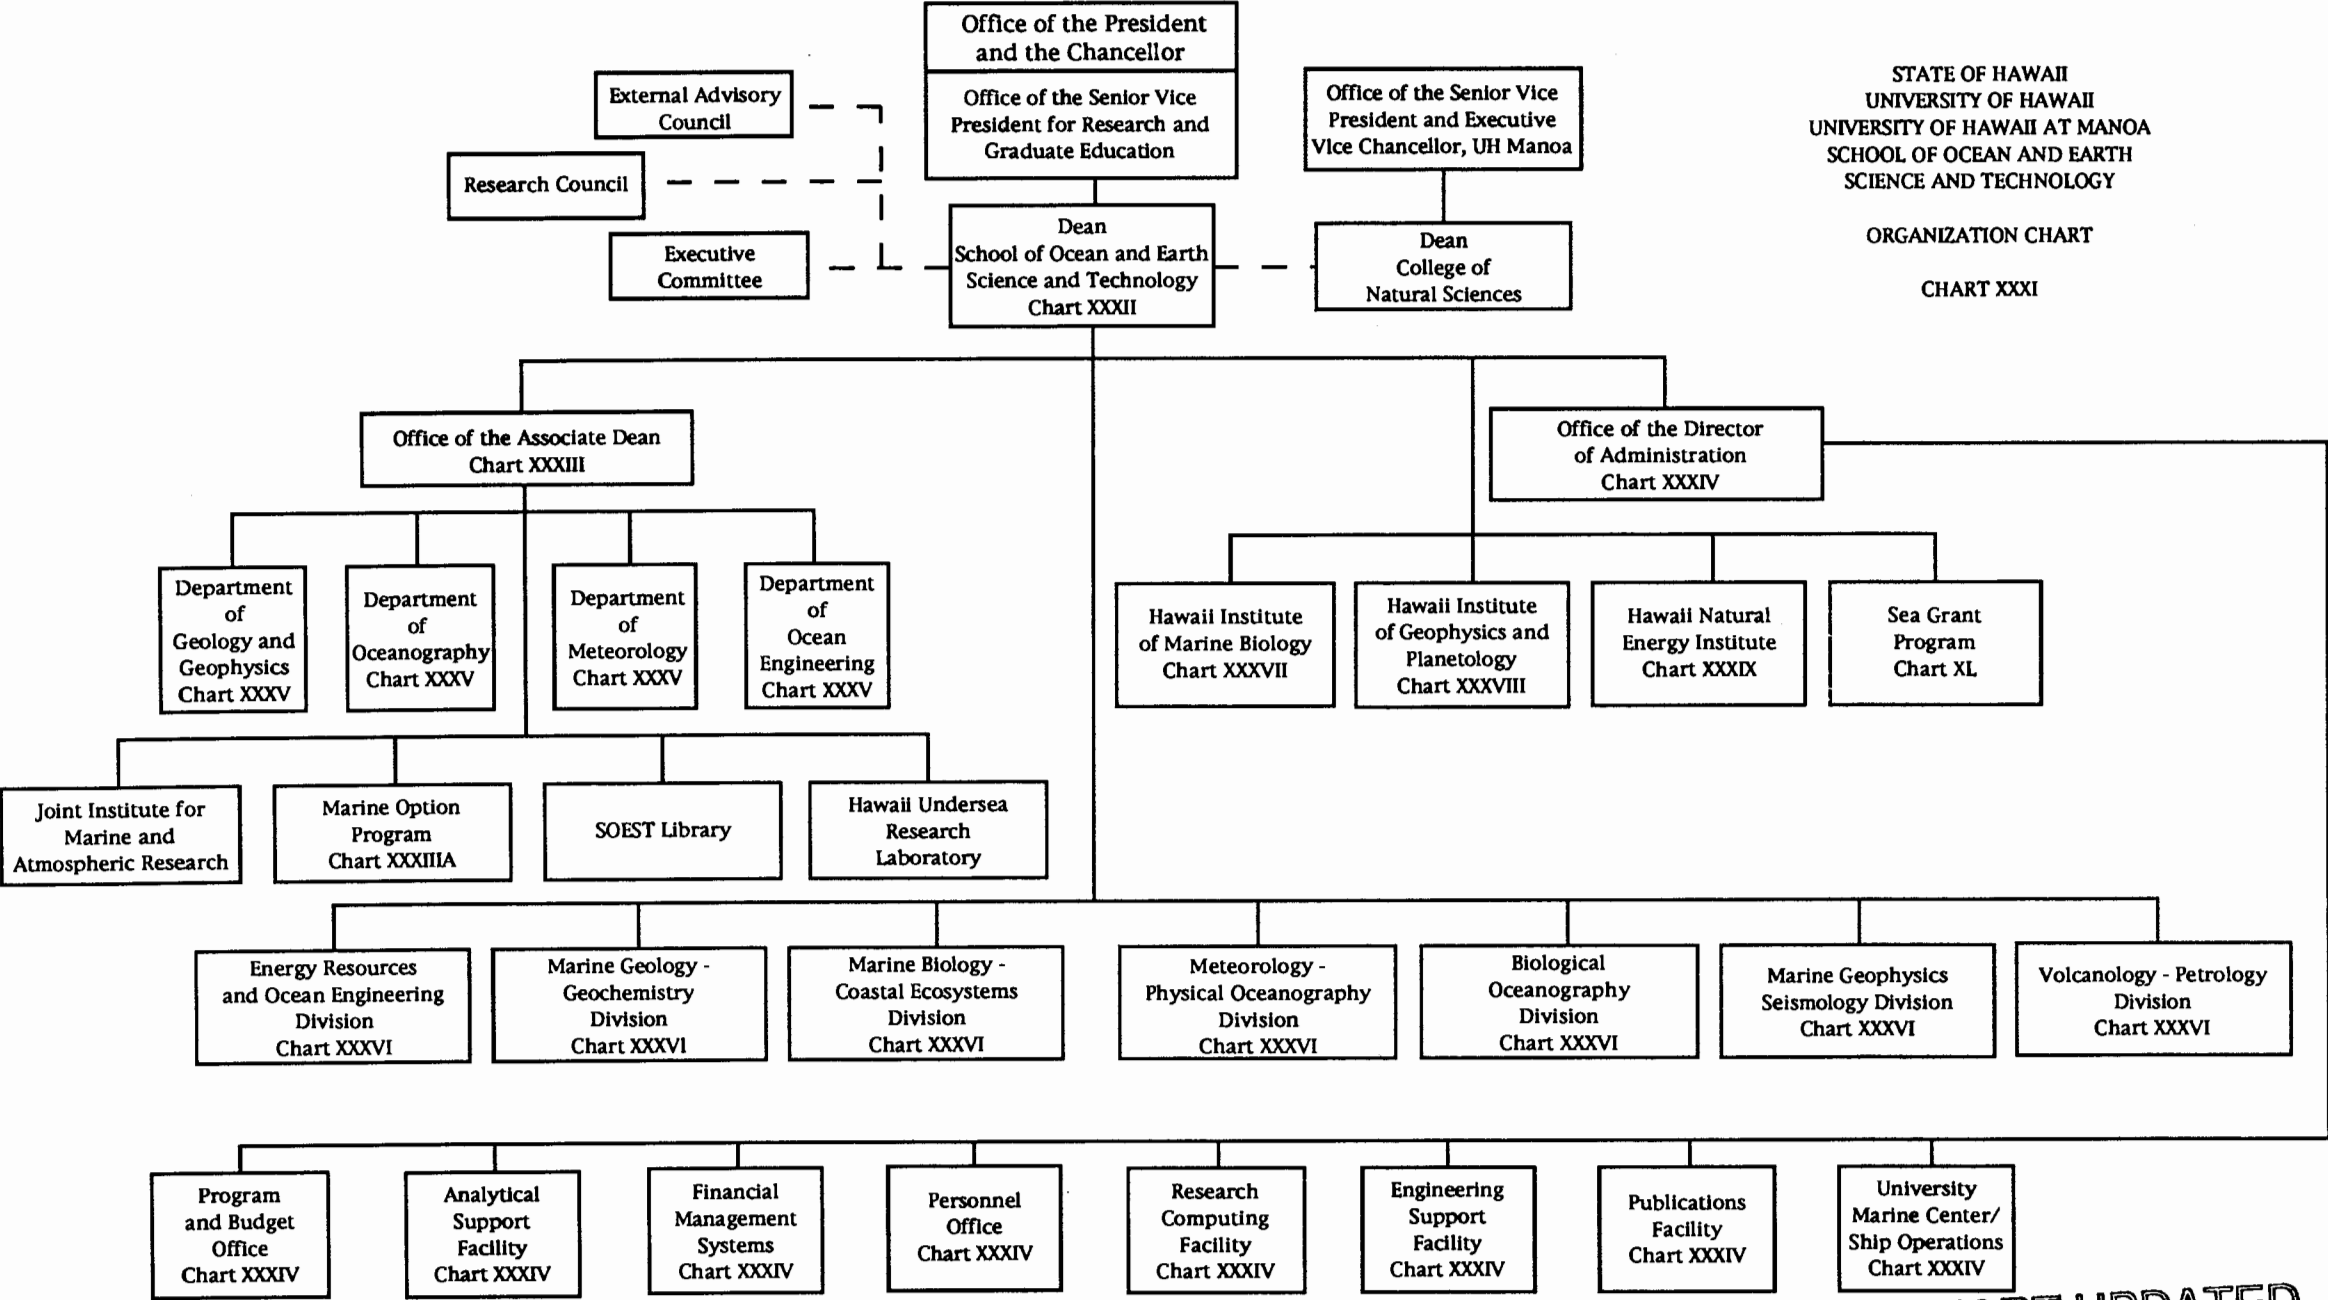 Office of the President
and the Chancellor
Office of the Senior Vice
President for Research and
Graduate Education
External Advisory
Council
Research Council
Executive
Committee
Office of the Senior Vice
President and Executive
Vice Chancellor, UH Manoa
Dean
School of Ocean and Earth
Science and Technology
Chart XXXII
Dean
College of
Natural Sciences
STATE OF HAWAII
UNIVERSITY OF HAWAII
UNIVERSITY OF HAWAII AT MANOA
SCHOOL OF OCEAN AND EARTH
SCIENCE AND TECHNOLOGY
ORGANIZATION CHART
CHART XXXI
Office of the Associate Dean
Chart XXXIII
Office of the Director
of Administration
Chart XXXIV
Department
of
Geology and
Geophysics
Chart XXXV
Department
of
Oceanography
Chart XXXV
Department
of
Meteorology
Chart XXXV
Department
of
Ocean
Engineering
Chart XXXV
Hawaii Institute
of Marine Biology
Chart XXXVII
Hawaii Institute
of Geophysics and
Planetology
Chart XXXVIII
Hawaii Natural
Energy Institute
Chart XXXIX
Sea Grant
Program
Chart XL
Joint Institute for
Marine and
Atmospheric Research
Marine Option
Program
Chart XXXIIIA
SOEST Library
Hawaii Undersea
Research
Laboratory
Energy Resources
and Ocean Engineering
Division
Chart XXXVI
Marine Geology -
Geochemistry
Division
Chart XXXVI
Marine Biology -
Coastal Ecosystems
Division
Chart XXXVI
Meteorology -
Physical Oceanography
Division
Chart XXXVI
Biological
Oceanography
Division
Chart XXXVI
Marine Geophysics
Seismology Division
Chart XXXVI
Volcanology - Petrology
Division
Chart XXXVI
Program
and Budget
Office
Chart XXXIV
Analytical
Support
Facility
Chart XXXIV
Financial
Management
Systems
Chart XXXIV
Personnel
Office
Chart XXXIV
Research
Computing
Facility
Chart XXXIV
Engineering
Support
Facility
Chart XXXIV
Publications
Facility
Chart XXXIV
University
Marine Center/
Ship Operations
Chart XXXIV
UPDATED